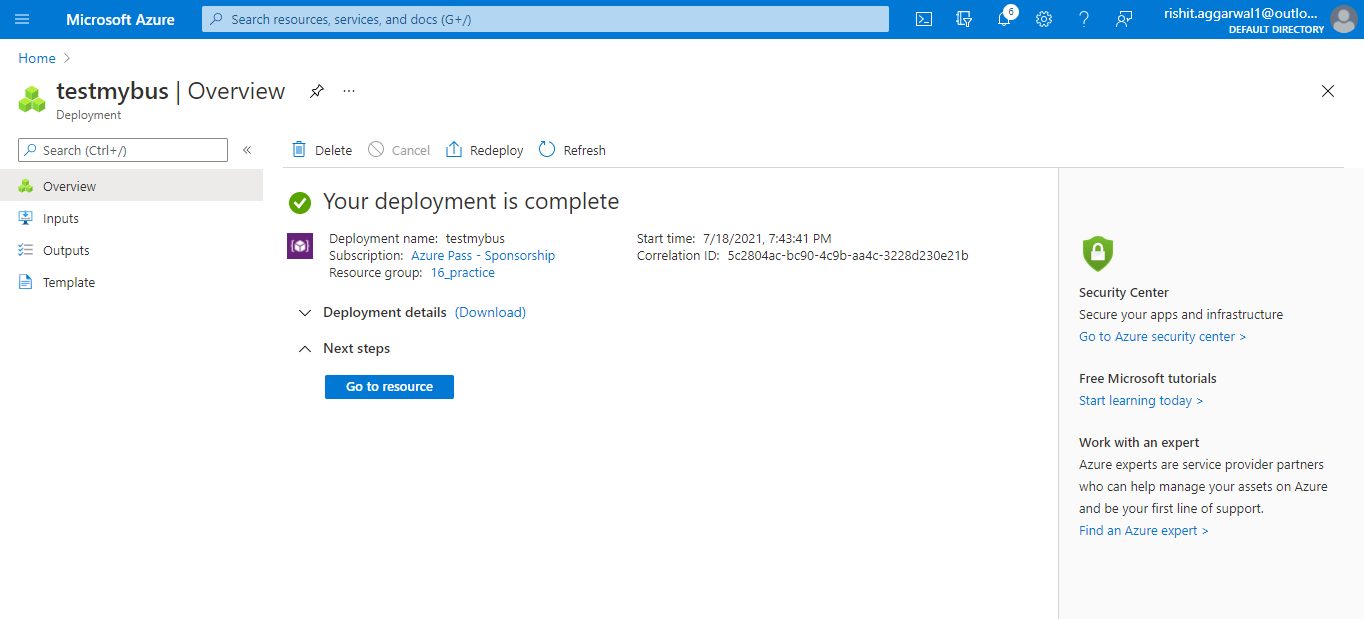 Microsoft Azure
Search resources, services, and docs (G+/)
6
rishit.aggarwal1@outlo...
DEFAULT DIRECTORY
Home
testmybus | Overview
Deployment
Search (Ctrl+/)
Overview
Inputs
Outputs
Template
Delete
Cancel
Redeploy
Refresh
Your deployment is complete
Deployment name: testmybus
Subscription: Azure Pass - Sponsorship
Resource group: 16_practice
Start time: 7/18/2021, 7:43:41 PM
Correlation ID: 5c2804ac-bc90-4c9b-aa4c-3228d230e21b
Deployment details (Download)
Next steps
Go to resource
Security Center
Secure your apps and infrastructure
Go to Azure security center >
Free Microsoft tutorials
Start learning today >
Work with an expert
Azure experts are service provider partners
who can help manage your assets on Azure
and be your first line of support.
Find an Azure expert >